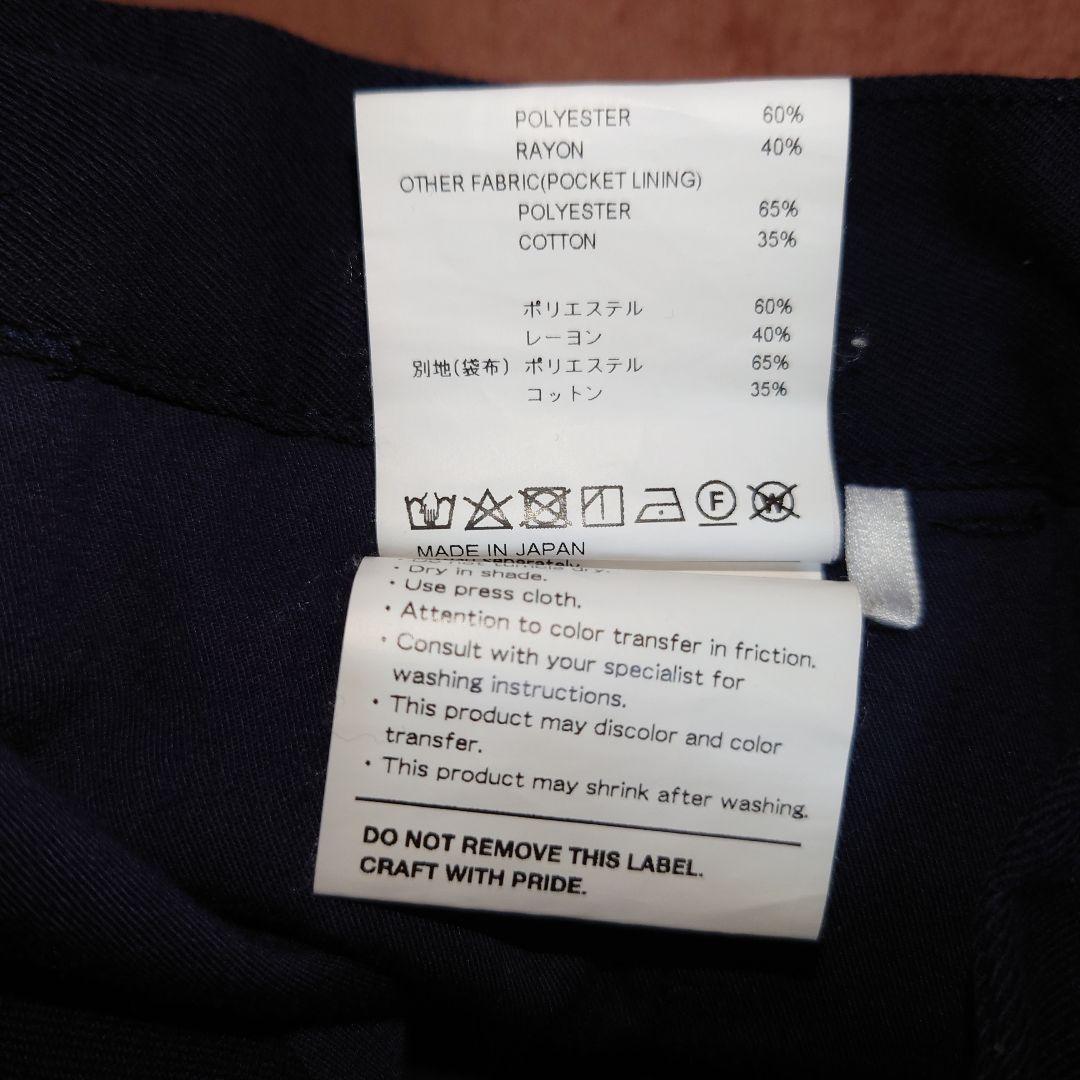 POLYESTER 60%
RAYON 40%
OTHER FABRIC(POCKET LINING)
POLYESTER 65%
COTTON 35%
ポリエステル 60%
レーヨン 40%
別地(袋布) ポリエステル 65%
コットン 35%
F
W
MADE IN JAPAN
separately.
• Dry in shade.
• Use press cloth.
• Attention to color transfer in friction.
• Consult with your specialist for
washing instructions.
• This product may discolor and color
transfer.
• This product may shrink after washing.
DO NOT REMOVE THIS LABEL.
CRAFT WITH PRIDE.